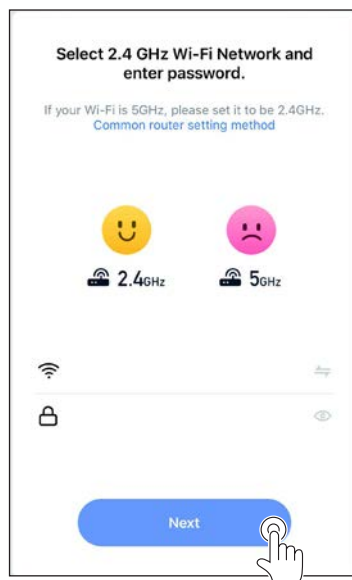 Select 2.4 GHz Wi-Fi Network and
enter password.
If your Wi-Fi is 5GHz, please set it to be 2.4GHz.
Common router setting method
2.4GHz 5GHz
Next